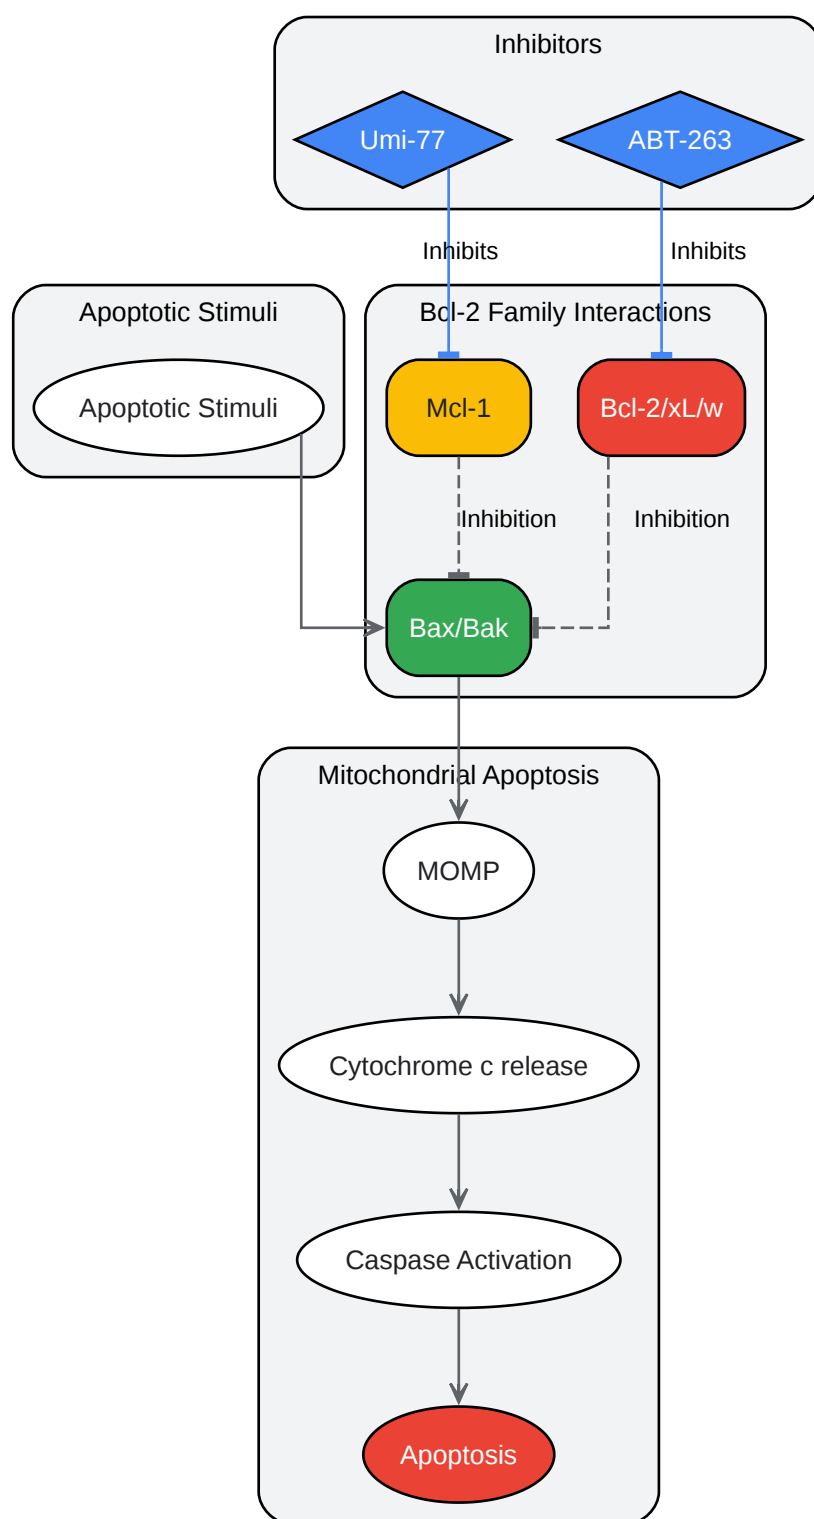 Inhibitors
Umi-77
ABT-263
Inhibits
Inhibits
Apoptotic Stimuli
Bcl-2 Family Interactions
Apoptotic Stimuli
Mcl-1
Bcl-2/xL/w
Inhibition
Inhibition
Bax/Bak
Mitochondrial Apoptosis
MOMP
Cytochrome c release
Caspase Activation
Apoptosis